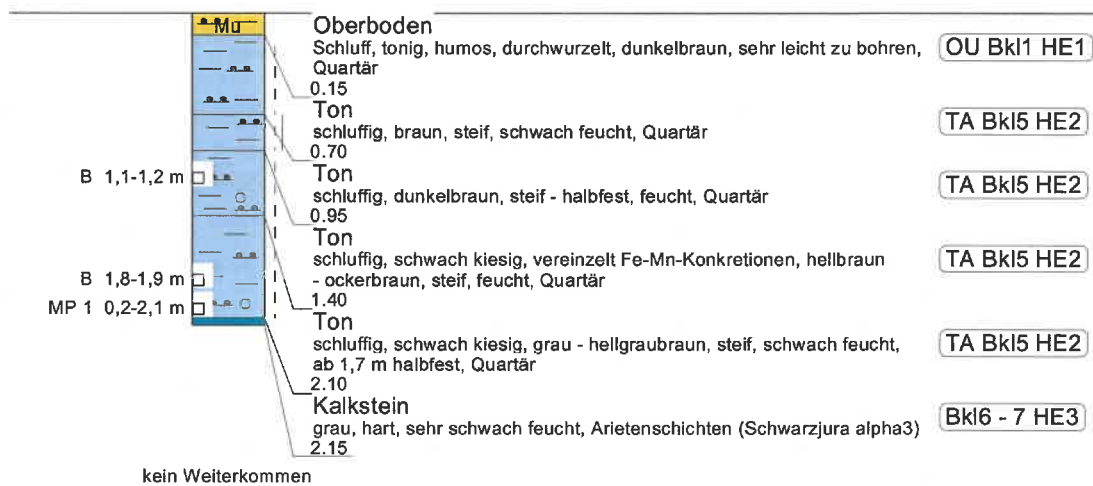 Mu
Oberboden
Schluff, tonig, humos, durchwurzelt, dunkelbraun, sehr leicht zu bohren,
Quartär
0.15
OU Bkl1 HE1
Ton
schluffig, braun, steif, schwach feucht, Quartär
0.70
TA Bkl5 HE2
B 1,1-1,2 m
Ton
schluffig, dunkelbraun, steif - halbfest, feucht, Quartär
0.95
TA Bkl5 HE2
Ton
schluffig, schwach kiesig, vereinzelt Fe-Mn-Konkretionen, hellbraun
- ockerbraun, steif, feucht, Quartär
1.40
TA Bkl5 HE2
B 1,8-1,9 m
MP 1 0,2-2,1 m
Ton
schluffig, schwach kiesig, grau - hellgraubraun, steif, schwach feucht,
ab 1,7 m halbfest, Quartär
2.10
TA Bkl5 HE2
Kalkstein
grau, hart, sehr schwach feucht, Arietenschichten (Schwarzjura alpha3)
2.15
Bkl6 - 7 HE3
kein Weiterkommen